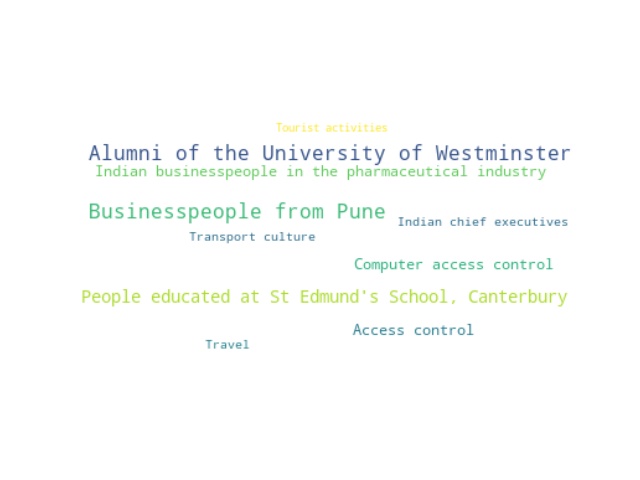 Tourist activities
Alumni of the University of Westminster
Indian businesspeople in the pharmaceutical industry
Businesspeople from Pune
Indian chief executives
Transport culture
Computer access control
People educated at St Edmund's School, Canterbury
Access control
Travel